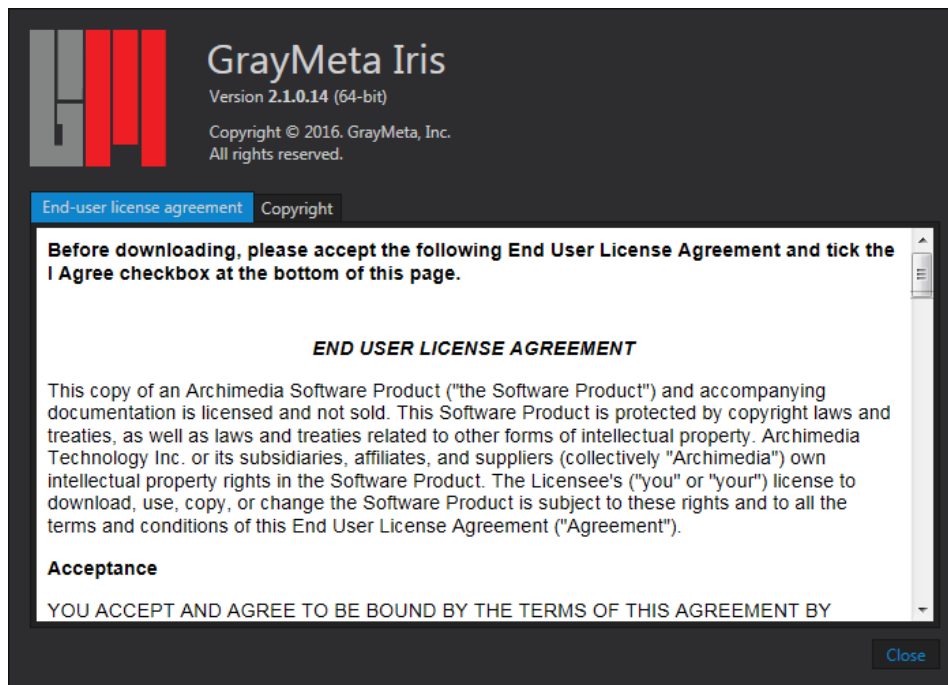 GM
GrayMeta Iris
Version 2.1.0.14 (64-bit)
Copyright © 2016. GrayMeta, Inc.
All rights reserved.
End-user license agreement Copyright
Before downloading, please accept the following End User License Agreement and tick the
I Agree checkbox at the bottom of this page.
END USER LICENSE AGREEMENT
This copy of an Archimedia Software Product ("the Software Product") and accompanying
documentation is licensed and not sold. This Software Product is protected by copyright laws and
treaties, as well as laws and treaties related to other forms of intellectual property. Archimedia
Technology Inc. or its subsidiaries, affiliates, and suppliers (collectively "Archimedia") own
intellectual property rights in the Software Product. The Licensee's ("you" or "your") license to
download, use, copy, or change the Software Product is subject to these rights and to all the
terms and conditions of this End User License Agreement ("Agreement").
Acceptance
YOU ACCEPT AND AGREE TO BE BOUND BY THE TERMS OF THIS AGREEMENT BY
Close